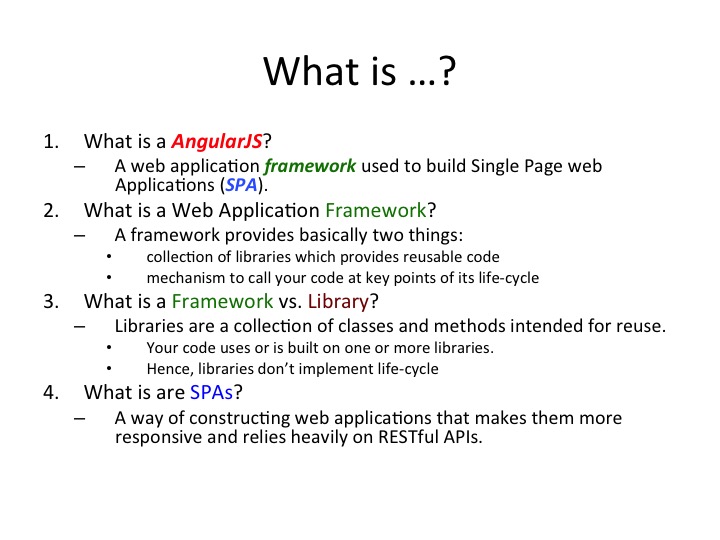 What is …?
1. What is a AngularJS?
– A web application framework used to build Single Page web
Applications (SPA).
2. What is a Web Application Framework?
– A framework provides basically two things:
• collection of libraries which provides reusable code
• mechanism to call your code at key points of its life-cycle
3. What is a Framework vs. Library?
– Libraries are a collection of classes and methods intended for reuse.
• Your code uses or is built on one or more libraries.
• Hence, libraries don’t implement life-cycle
4. What is are SPAs?
– A way of constructing web applications that makes them more
responsive and relies heavily on RESTful APIs.